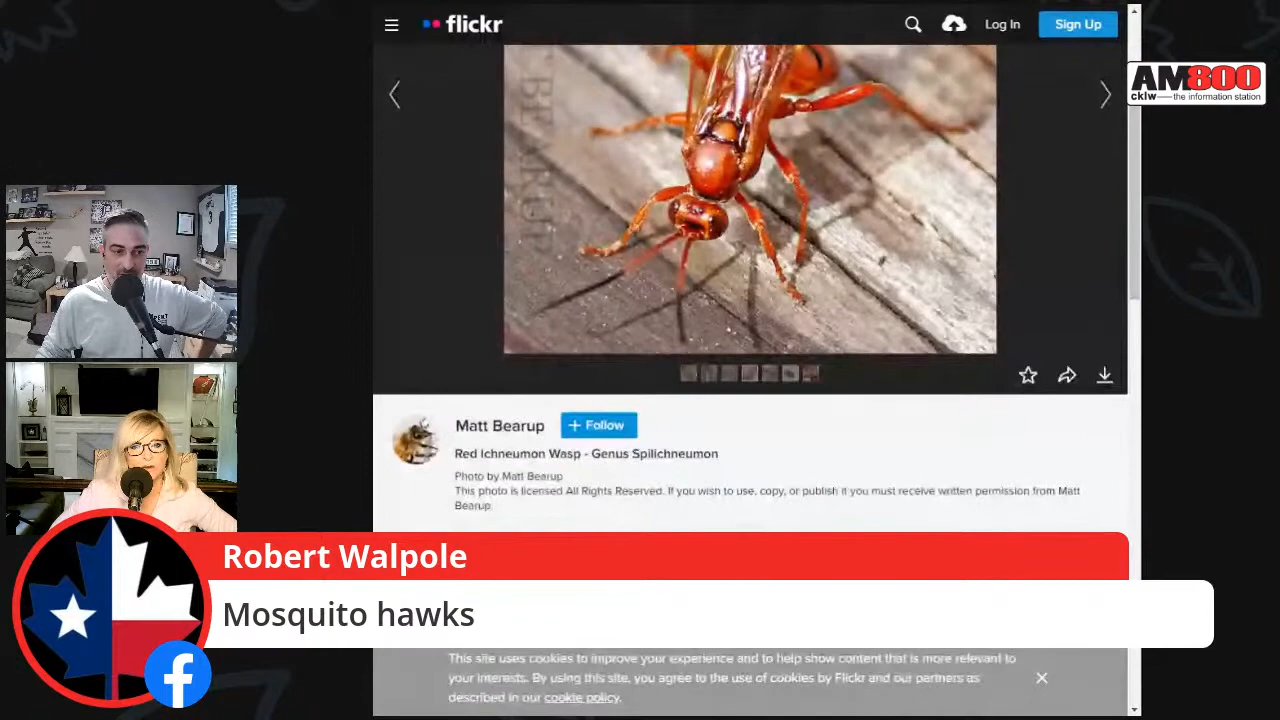 flickr
Log In
Sign Up
AM800
cklw—the information station
BEARUP
Matt Bearup
+ Follow
Red Ichneumon Wasp - Genus Spilichneumon
Photo by Matt Bearup
This photo is licensed All Rights Reserved. If you wish to use, copy, or publish it you must receive written permission from Matt
Bearup.
Robert Walpole
Mosquito hawks
This site uses cookies to improve your experience and to help show content that is more relevant to
your interests. By using this site, you agree to the use of cookies by Flickr and our partners as
described in our cookie policy.